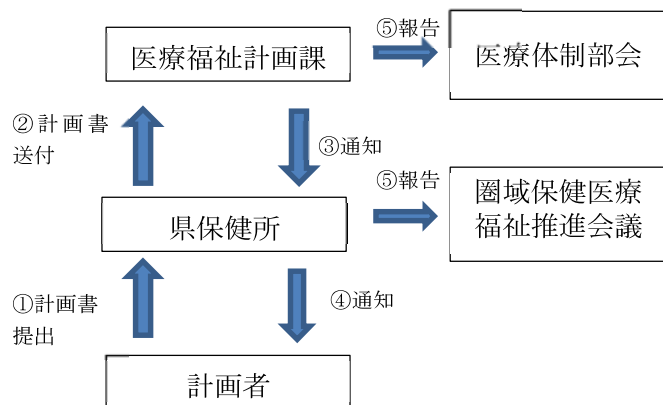 ⑤報告
医療福祉計画課
医療体制部会
②計画書
送付
③通知
⑤報告
圏域保健医療
福祉推進会議
県保健所
①計画書
提出
④通知
計画者